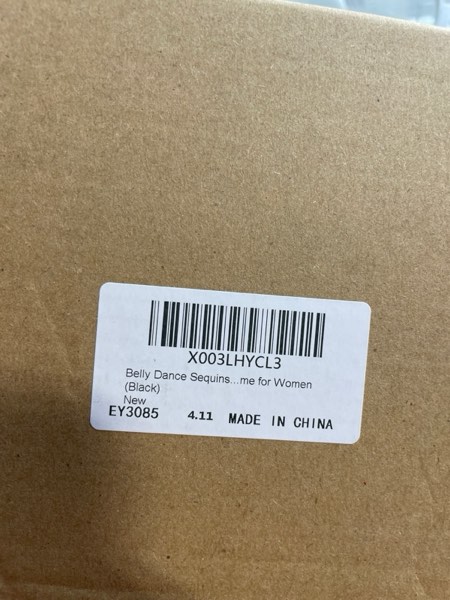 X003LHYCL3
Belly Dance Sequins...me for Women
(Black)
New
EY3085 4.11 MADE IN CHINA